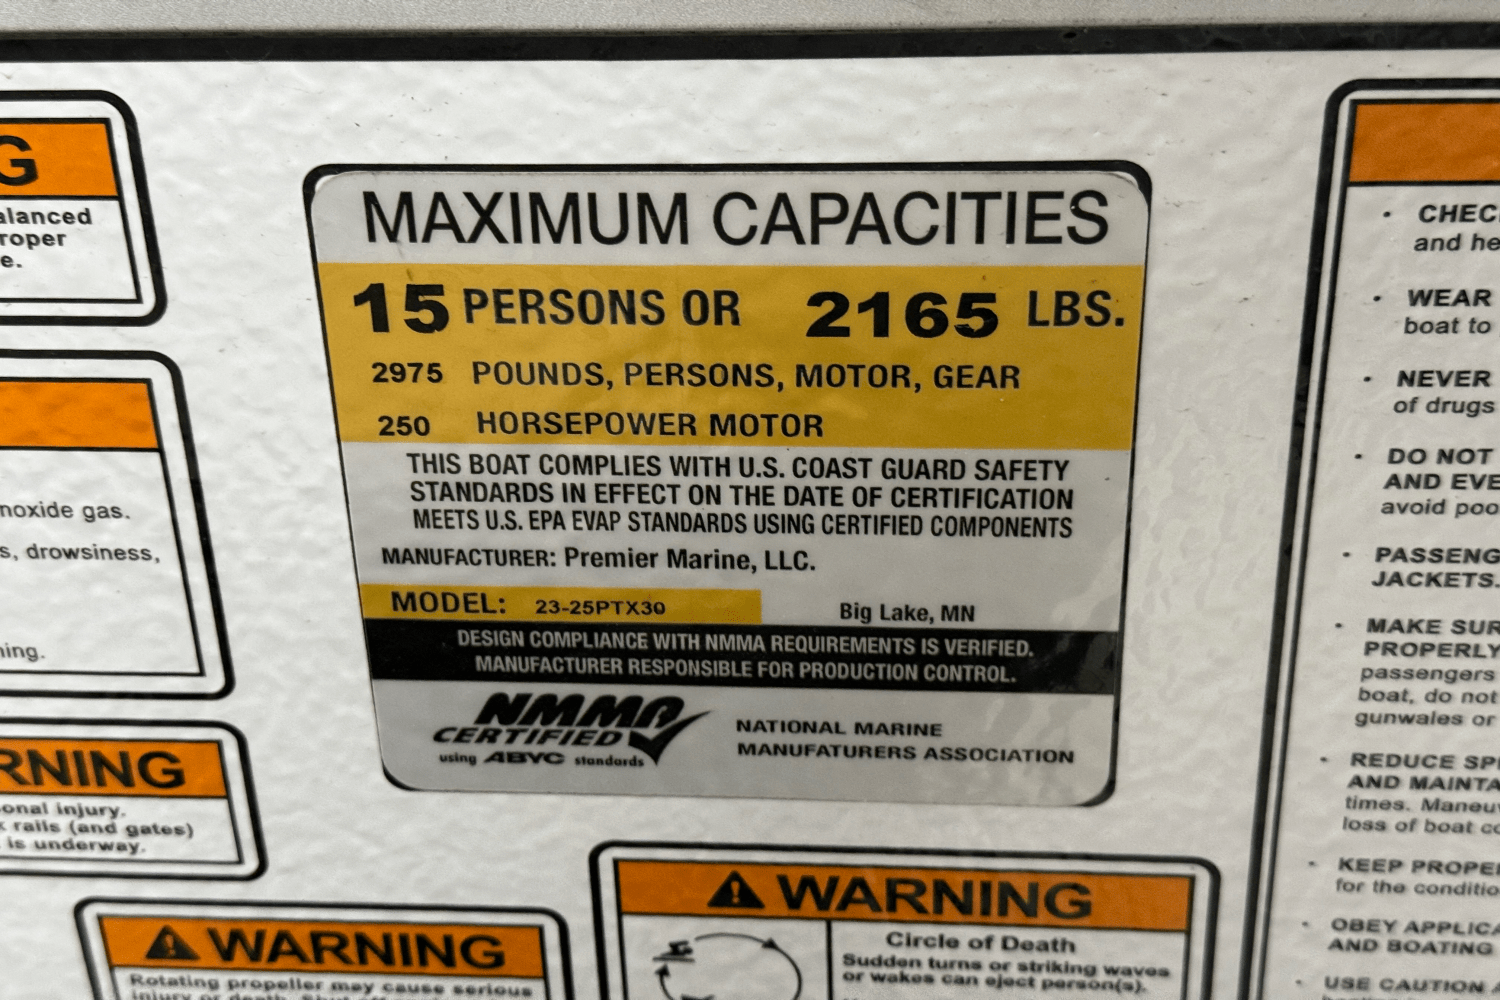 G
alanced
roper
e.
noxide gas.
s, drowsiness,
ning.
RNING
onal injury.
k rails (and gates)
is underway.
WARNING
Rotating propeller may cause serious
MAXIMUM CAPACITIES
15 PERSONS OR 2165 LBS.
2975 POUNDS, PERSONS, MOTOR, GEAR
250 HORSEPOWER MOTOR
THIS BOAT COMPLIES WITH U.S. COAST GUARD SAFETY
STANDARDS IN EFFECT ON THE DATE OF CERTIFICATION
MEETS U.S. EPA EVAP STANDARDS USING CERTIFIED COMPONENTS
MANUFACTURER: Premier Marine, LLC.
MODEL: 23-25PTX30 Big Lake, MN
DESIGN COMPLIANCE WITH NMMA REQUIREMENTS IS VERIFIED.
MANUFACTURER RESPONSIBLE FOR PRODUCTION CONTROL.
NMMA
CERTIFIED
using ABYC standards
NATIONAL MARINE
MANUFATURERS ASSOCIATION
WARNING
Circle of Death
Sudden turns or striking waves
or wakes can eject person(s).
• CHEC
and he
• WEAR
boat to
• NEVER
of drugs
• DO NOT
AND EVE
avoid poo
• PASSENG
JACKETS.
• MAKE SUR
PROPERLY
passengers
boat, do not
gunwales or
• REDUCE SP
AND MAINTA
times. Maneuv
loss of boat co
• KEEP PROPE
for the conditio
• OBEY APPLICA
AND BOATING
• USE CAUTION